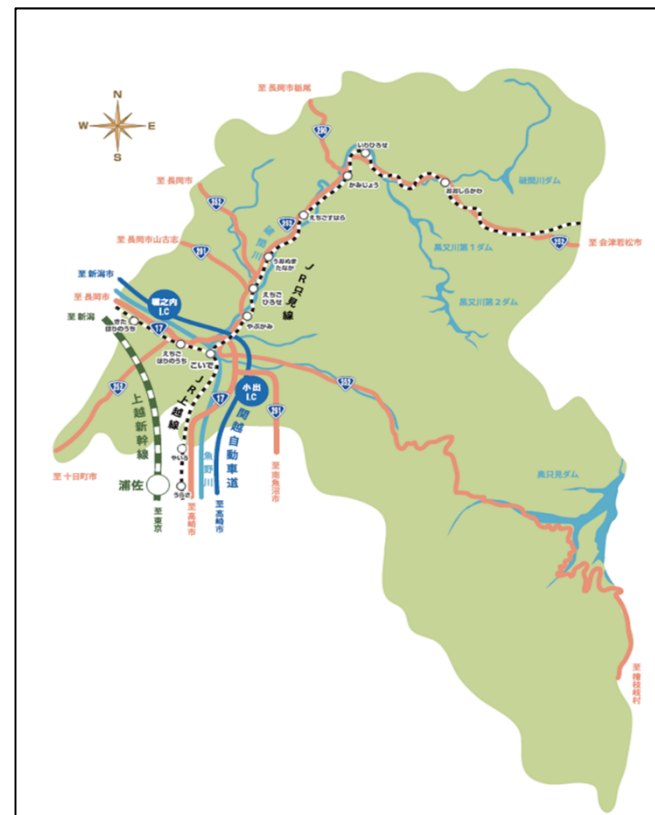 N
W E
S
至 長岡市栃尾
290
いりひろせ
かみじょう
おおしらかわ
破間川ダム
至 長岡市
352
えちごすはら
252
252
至 会津若松市
至 長岡市山古志
291
うおぬま
たなか
黒又川第1ダム
黒又川第2ダム
至 新潟市
堀之内
I.C
えちご
ひろせ
JR只見線
至 長岡市
やぶかみ
至 新潟
きた
ほりのうち
17
えちご
ほりのうち
こいで
352
252
小出
I.C
17
291
上越新幹線
JR上越線
関越自動車道
魚野川
やいろ
至 十日町市
浦佐
うらさ
至 東京
至 高崎市
至 高崎市
至 南魚沼市
奥只見ダム
至 檜枝岐村